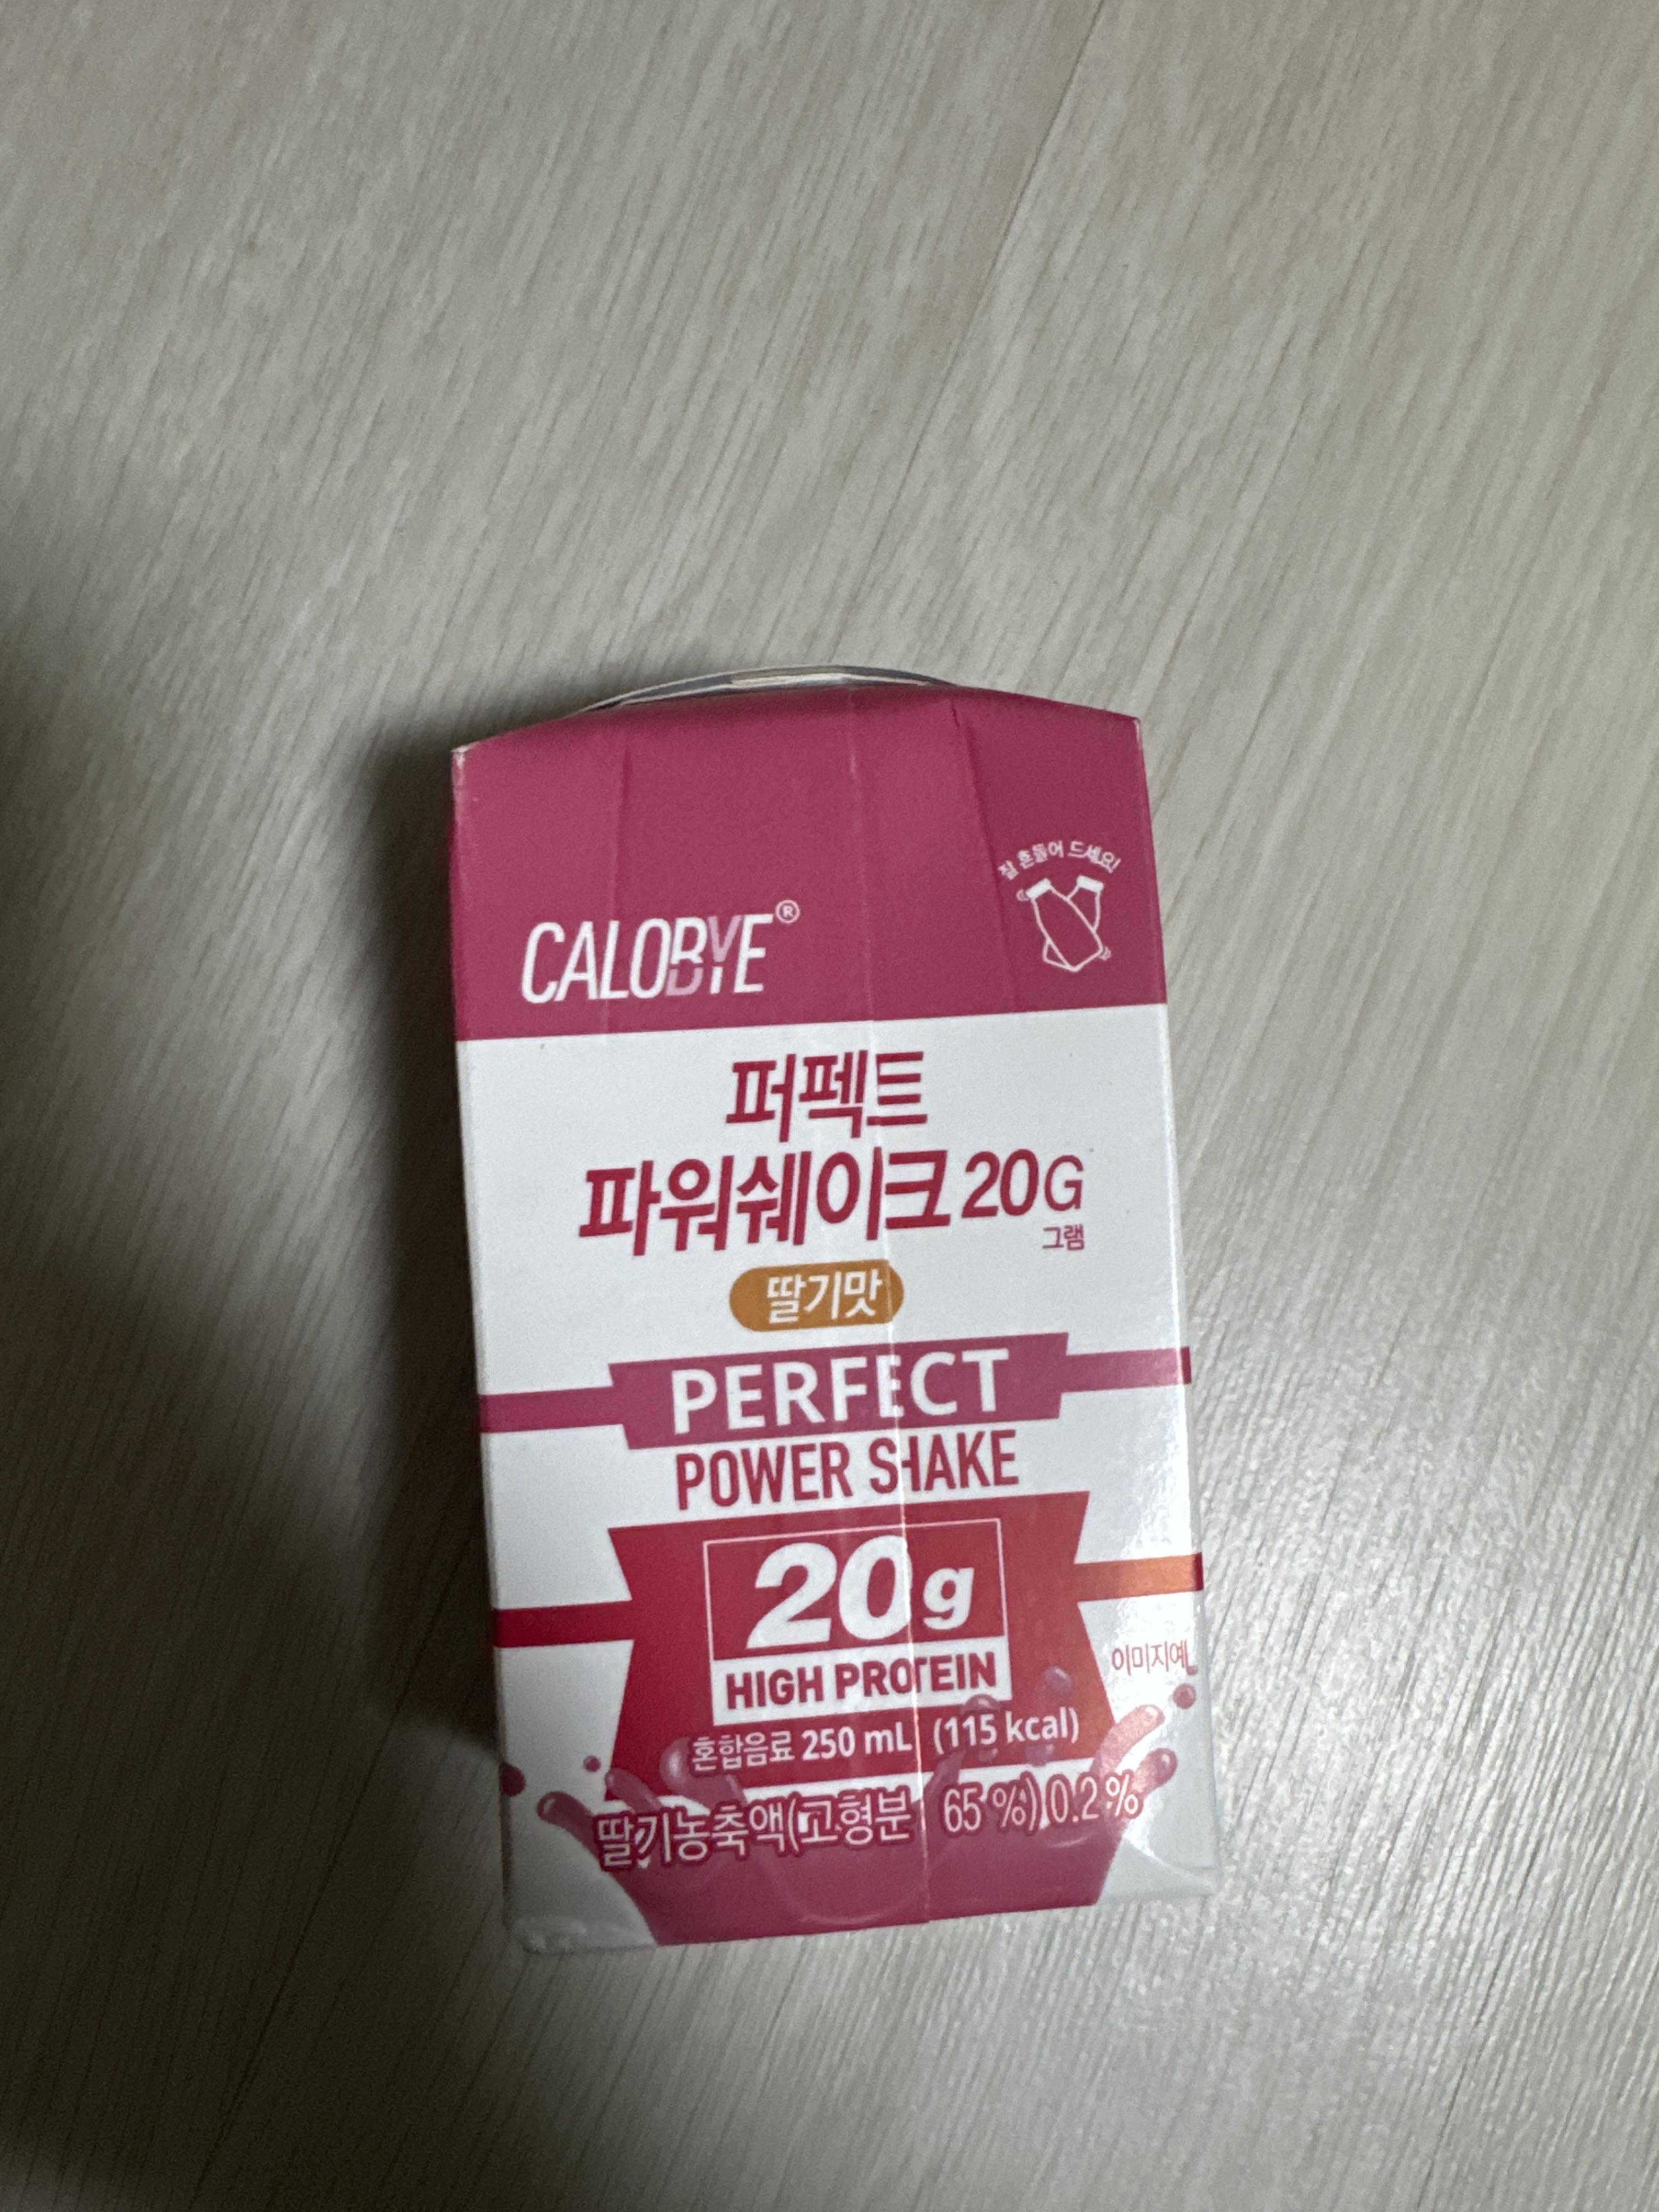 잘 흔들어 드세요!
CALOBYE®
퍼펙트
파워쉐이크 20G
그램
딸기맛
PERFECT
POWER SHAKE
20g
HIGH PROTEIN
이미지예
혼합음료 250 mL (115 kcal)
딸기농축액(고형분 65 %) 0.2 %